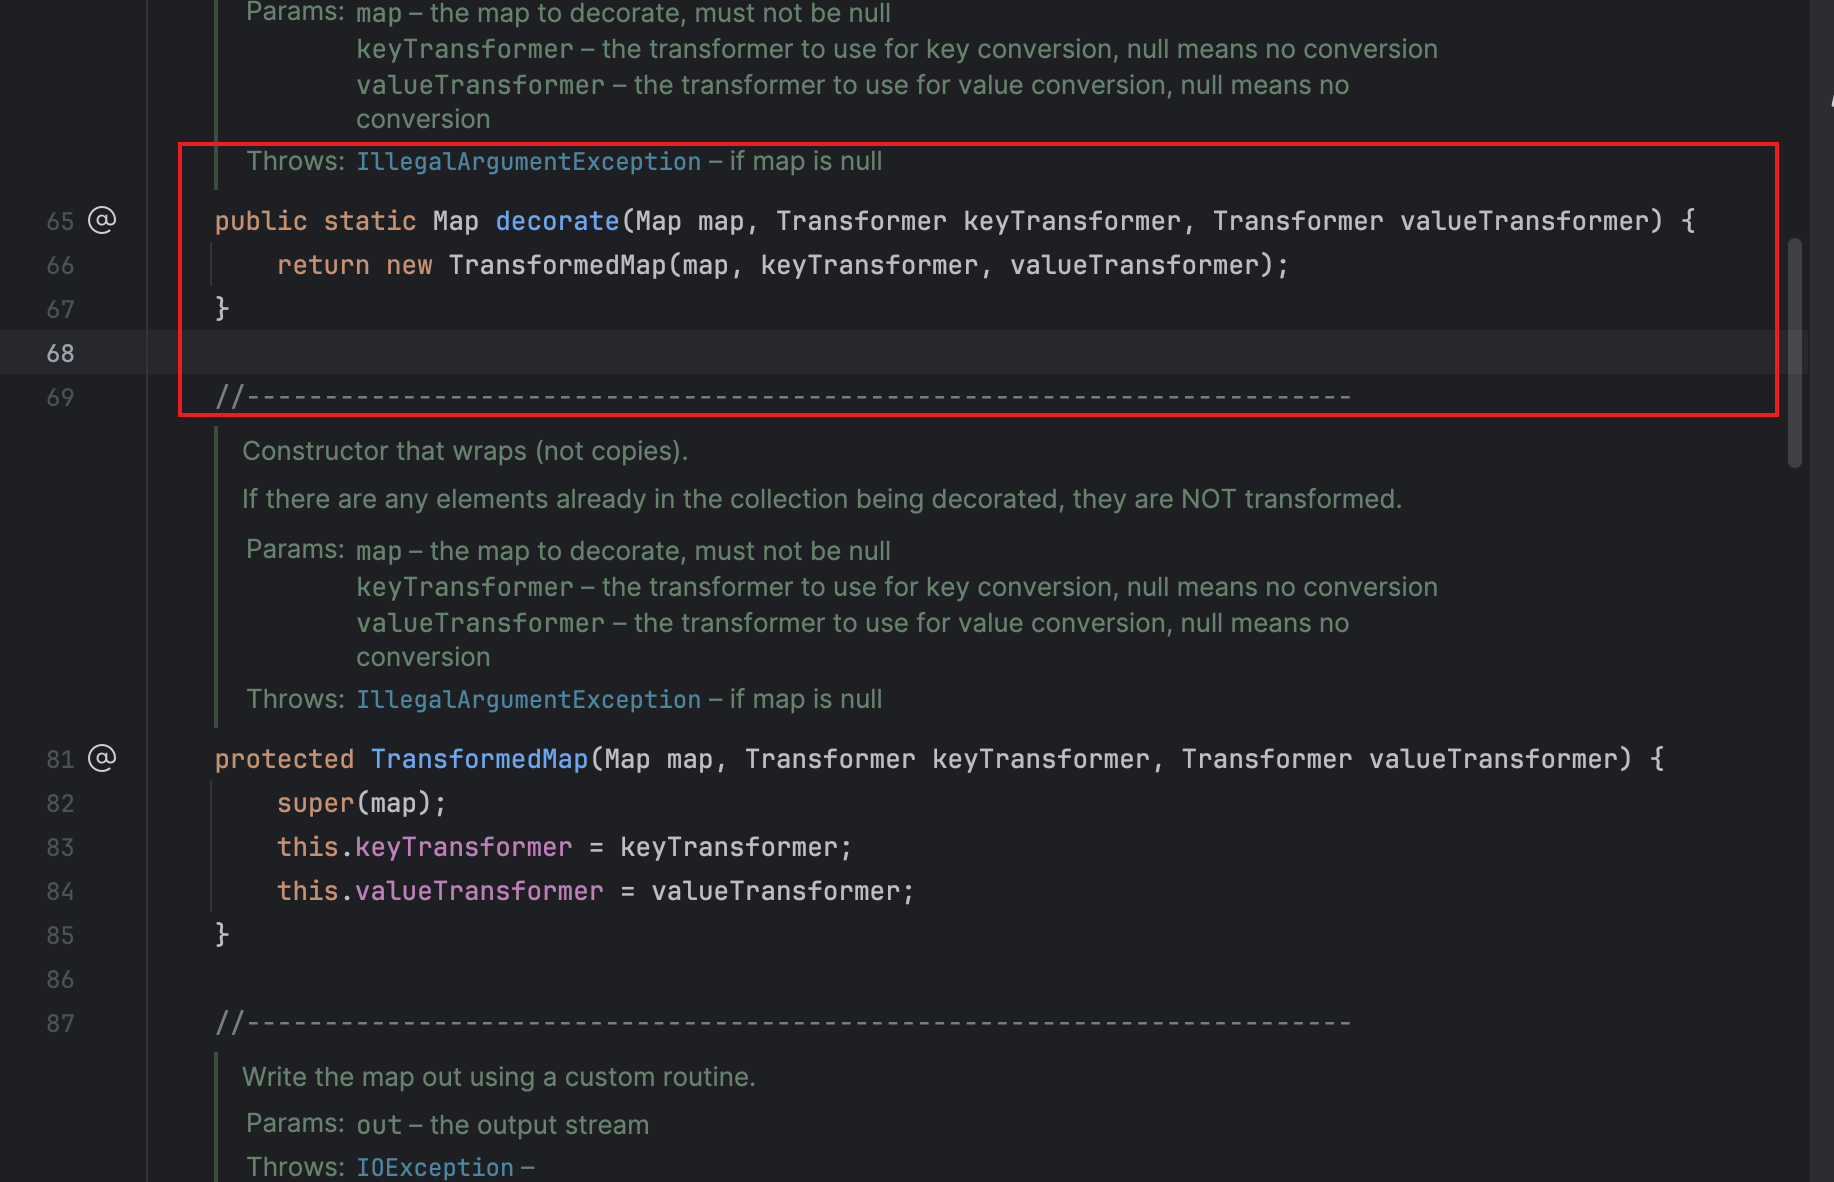 Params: map – the map to decorate, must not be null
keyTransformer – the transformer to use for key conversion, null means no conversion
valueTransformer – the transformer to use for value conversion, null means no
conversion
Throws: IllegalArgumentException – if map is null
65 @ public static Map decorate(Map map, Transformer keyTransformer, Transformer valueTransformer) {
66 return new TransformedMap(map, keyTransformer, valueTransformer);
67 }
68
69 //-----------------------------------------------------------------------
Constructor that wraps (not copies).
If there are any elements already in the collection being decorated, they are NOT transformed.
Params: map – the map to decorate, must not be null
keyTransformer – the transformer to use for key conversion, null means no conversion
valueTransformer – the transformer to use for value conversion, null means no
conversion
Throws: IllegalArgumentException – if map is null
81 @ protected TransformedMap(Map map, Transformer keyTransformer, Transformer valueTransformer) {
82 super(map);
83 this.keyTransformer = keyTransformer;
84 this.valueTransformer = valueTransformer;
85 }
86
87 //-----------------------------------------------------------------------
Write the map out using a custom routine.
Params: out – the output stream
Throws: IOException –